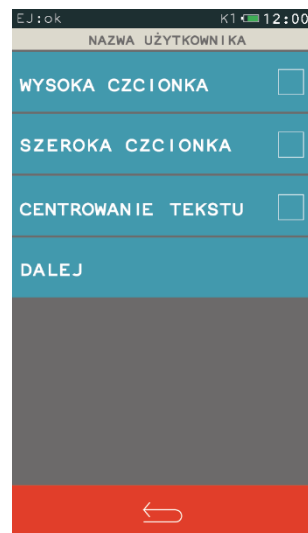 EJ:ok K1 12:00
NAZWA UŻYTKOWNIKA
WYSOKA CZCIONKA
SZEROKA CZCIONKA
CENTROWANIE TEKSTU
DALEJ